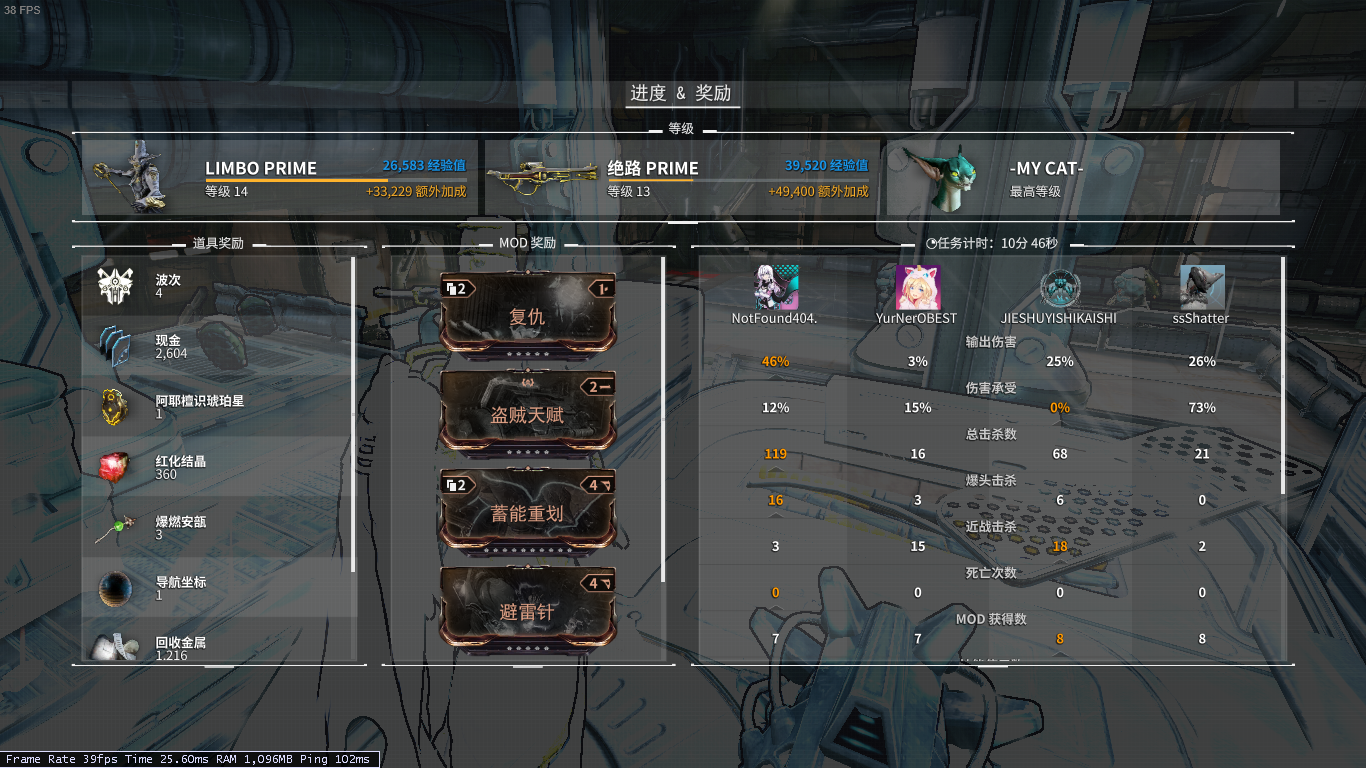 38 FPS
进度 & 奖励
等级
LIMBO PRIME 26,583 经验值
等级 14 +33,229 额外加成
绝路 PRIME 39,520 经验值
等级 13 +49,400 额外加成
-MY CAT-
最高等级
道具奖励
波次
4
现金
2,604
阿耶檀识琥珀星
1
红化结晶
360
爆燃安瓿
3
导航坐标
1
回收金属
1,216
MOD 奖励
2 1
复仇
2
盗贼天赋
2 4
蓄能重划
4
避雷针
任务计时：10分 46秒
NotFound404. YurNerOBEST JIESHUYISHIKAISHI ssShatter
输出伤害
46% 3% 25% 26%
伤害承受
12% 15% 0% 73%
总击杀数
119 16 68 21
爆头击杀
16 3 6 0
近战击杀
3 15 18 2
死亡次数
0 0 0 0
MOD 获得数
7 7 8 8
Frame Rate 39fps Time 25.60ms RAM 1,096MB Ping 102ms